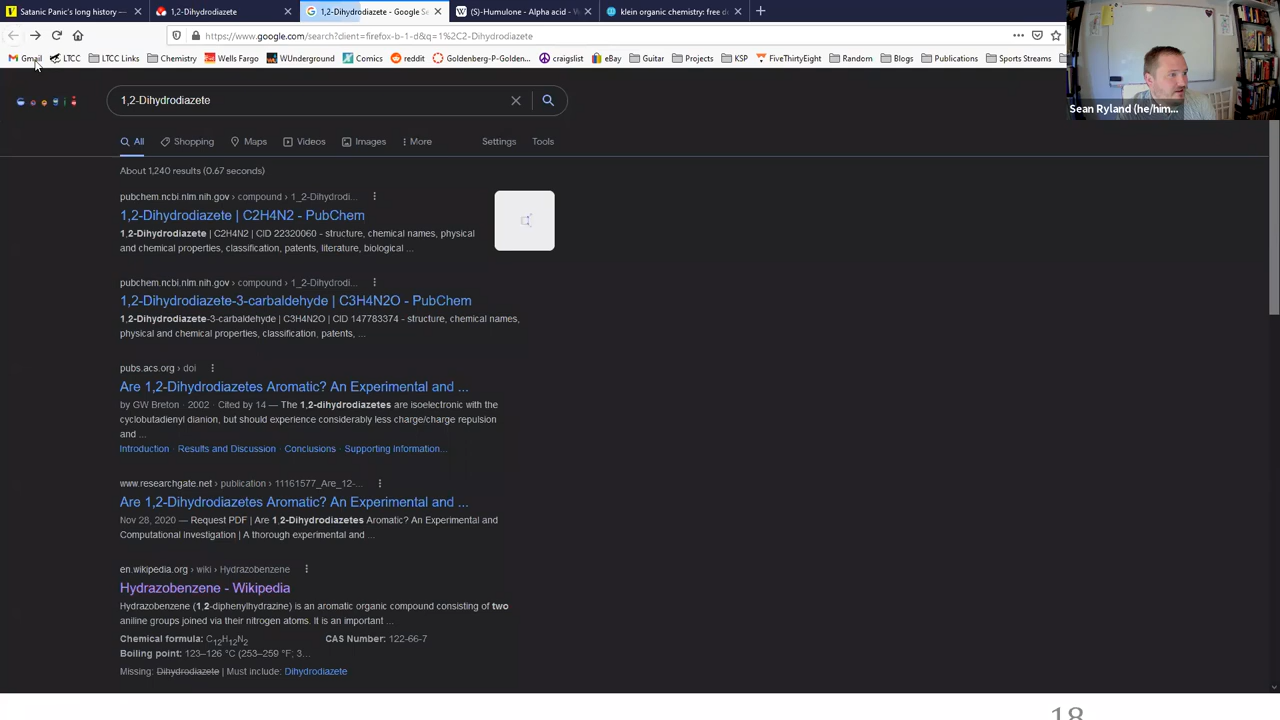 Satanic Panic's long history —
1,2-Dihydrodiazete
1,2-Dihydrodiazete - Google Se
(S)-Humulone - Alpha acid - W
klein organic chemistry: free d
https://www.google.com/search?client=firefox-b-1-d&q=1%2C2-Dihydrodiazete
Gmail LTCC LTCC Links Chemistry Wells Fargo WUnderground Comics reddit Goldenberg-P-Golden... craigslist eBay Guitar Projects KSP FiveThirtyEight Random Blogs Publications Sports Streams
Sean Ryland (he/him...
1,2-Dihydrodiazete
All Shopping Maps Videos Images More Settings Tools
About 1,240 results (0.67 seconds)
pubchem.ncbi.nlm.nih.gov › compound › 1_2-Dihydrodi...
1,2-Dihydrodiazete | C2H4N2 - PubChem
1,2-Dihydrodiazete | C2H4N2 | CID 22320060 - structure, chemical names, physical
and chemical properties, classification, patents, literature, biological ...
pubchem.ncbi.nlm.nih.gov › compound › 1_2-Dihydrodi...
1,2-Dihydrodiazete-3-carbaldehyde | C3H4N2O - PubChem
1,2-Dihydrodiazete-3-carbaldehyde | C3H4N2O | CID 147783374 - structure, chemical names,
physical and chemical properties, classification, patents, ...
pubs.acs.org › doi
Are 1,2-Dihydrodiazetes Aromatic? An Experimental and ...
by GW Breton · 2002 · Cited by 14 — The 1,2-dihydrodiazetes are isoelectronic with the
cyclobutadienyl dianion, but should experience considerably less charge/charge repulsion
and ...
Introduction · Results and Discussion · Conclusions · Supporting Information...
www.researchgate.net › publication › 11161577_Are_12-...
Are 1,2-Dihydrodiazetes Aromatic? An Experimental and ...
Nov 28, 2020 — Request PDF | Are 1,2-Dihydrodiazetes Aromatic? An Experimental and
Computational Investigation | A thorough experimental and ...
en.wikipedia.org › wiki › Hydrazobenzene
Hydrazobenzene - Wikipedia
Hydrazobenzene (1,2-diphenylhydrazine) is an aromatic organic compound consisting of two
aniline groups joined via their nitrogen atoms. It is an important ...
Chemical formula: C12H12N2 CAS Number: 122-66-7
Boiling point: 123–126 °C (253–259 °F; 3...
Missing: Dihydrodiazete | Must include: Dihydrodiazete
18